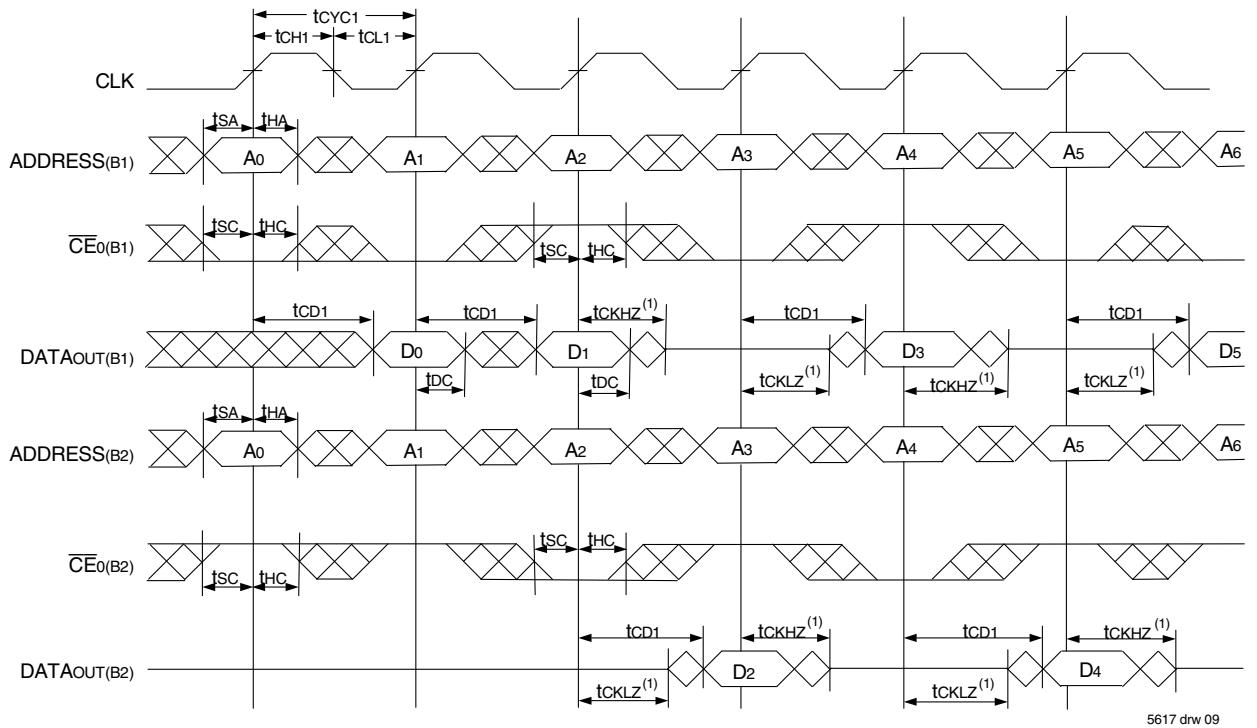 tCYC1
tCH1 tCL1
CLK
tSA tHA
ADDRESS(B1) A0 A1 A2 A3 A4 A5 A6
tSC tHC
CE0(B1) tSC tHC
tCD1 tCD1 tCKHZ(1) tCD1 tCD1
DATAOUT(B1) D0 D1 D3 D5
tDC tDC tCKLZ(1) tCKHZ(1) tCKLZ(1)
tSA tHA
ADDRESS(B2) A0 A1 A2 A3 A4 A5 A6
tSC tHC
CE0(B2)
tSC tHC
tCD1 tCKHZ(1) tCD1 tCKHZ(1)
DATAOUT(B2) D2 D4
tCKLZ(1) tCKLZ(1)
5617 drw 09